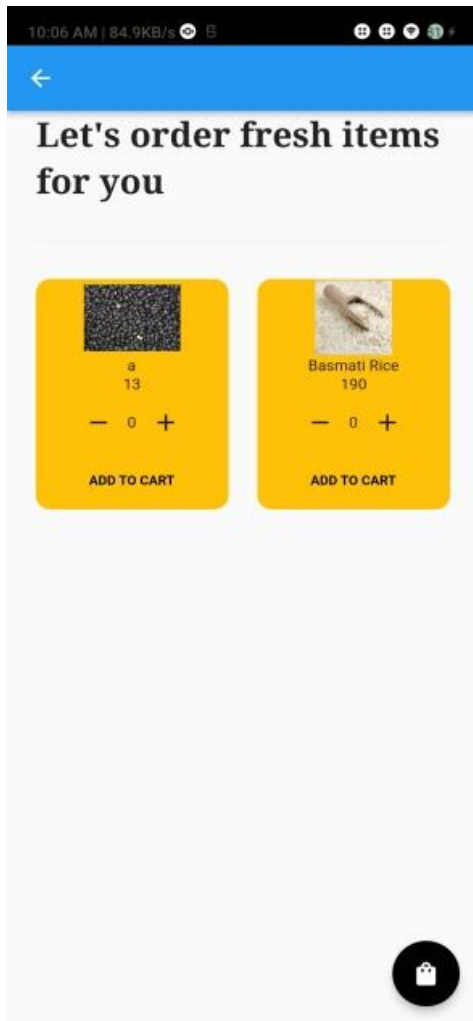 10:06 AM | 84.9KB/s
Let's order fresh items
for you
a
13
− 0 +
ADD TO CART
Basmati Rice
190
− 0 +
ADD TO CART